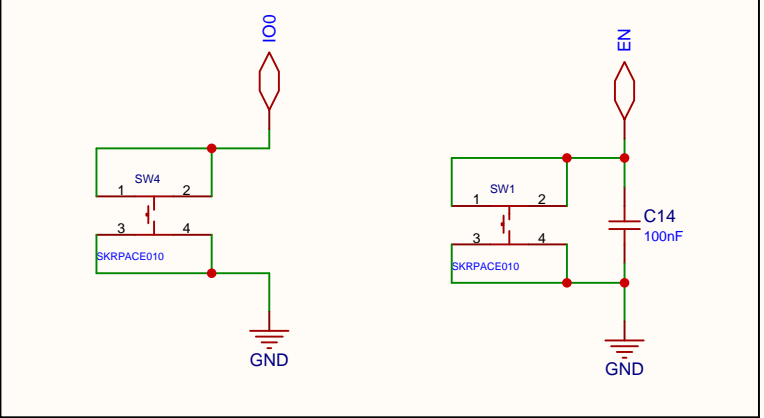 IO0
SW4
1 2
3 4
SKRPACE010
GND
EN
SW1
1 2
3 4
SKRPACE010
C14
100nF
GND